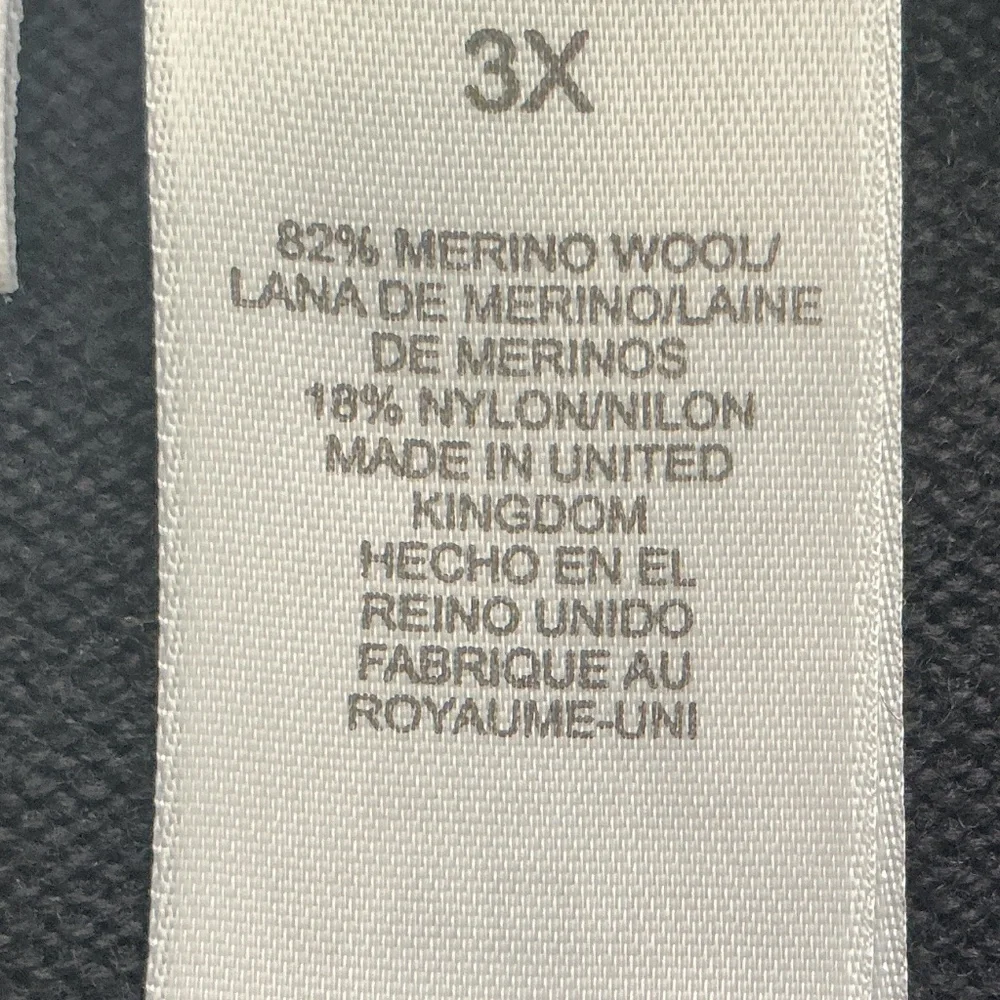 3X
82% MERINO WOOL/
LANA DE MERINO/LAINE
DE MERINOS
18% NYLON/NILON
MADE IN UNITED
KINGDOM
HECHO EN EL
REINO UNIDO
FABRIQUE AU
ROYAUME-UNI